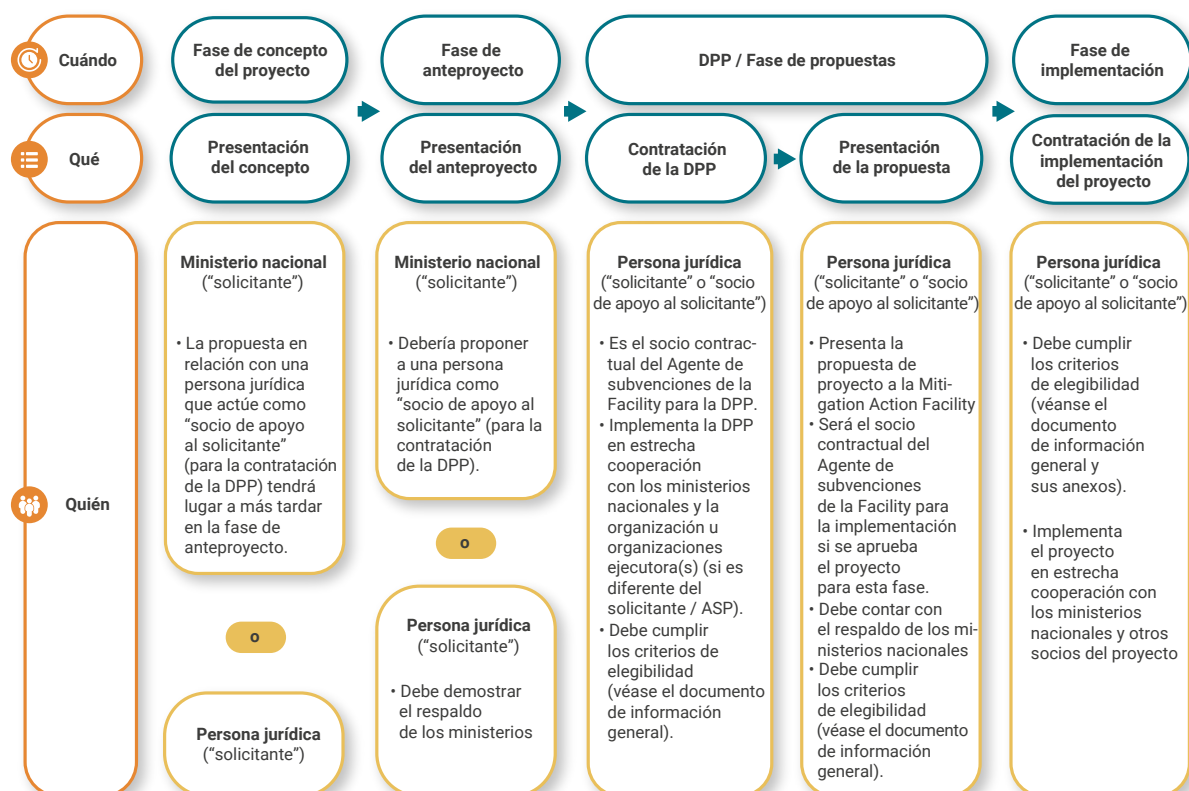 Cuándo
Fase de concepto
del proyecto
Fase de
anteproyecto
DPP / Fase de propuestas
Fase de
implementación
Qué
Presentación
del concepto
Presentación
del anteproyecto
Contratación
de la DPP
Presentación
de la propuesta
Contratación de la
implementación
del proyecto
Quién
Ministerio nacional
(“solicitante”)
• La propuesta en
relación con una
persona jurídica
que actúe como
“socio de apoyo
al solicitante”
(para la contratación
de la DPP) tendrá
lugar a más tardar
en la fase de
anteproyecto.
o
Persona jurídica
(“solicitante”)
Ministerio nacional
(“solicitante”)
• Debería proponer
a una persona
jurídica como
“socio de apoyo al
solicitante” (para la
contratación
de la DPP).
o
Persona jurídica
(“solicitante”)
• Debe demostrar
el respaldo
de los ministerios
Persona jurídica
(“solicitante” o “socio
de apoyo al solicitante”)
• Es el socio contrac-
tual del Agente de
subvenciones de la
Facility para la DPP.
• Implementa la DPP
en estrecha
cooperación
con los ministerios
nacionales y la
organización u
organizaciones
ejecutora(s) (si es
diferente del
solicitante / ASP).
• Debe cumplir
los criterios de
elegibilidad
(véase el documento
de información
general).
Persona jurídica
(“solicitante” o “socio
de apoyo al solicitante”)
• Presenta la
propuesta de
proyecto a la Miti-
gation Action Facility
• Será el socio
contractual del
Agente de
subvenciones
de la Facility para
la implementación
si se aprueba
el proyecto
para esta fase.
• Debe contar con
el respaldo de los mi-
nisterios nacionales
• Debe cumplir
los criterios
de elegibilidad
(véase el documento
de información
general).
Persona jurídica
(“solicitante” o “socio
de apoyo al solicitante”)
• Debe cumplir
los criterios
de elegibilidad
(véanse el
documento
de información
general y
sus anexos).
• Implementa
el proyecto
en estrecha
cooperación con
los ministerios
nacionales y otros
socios del proyecto